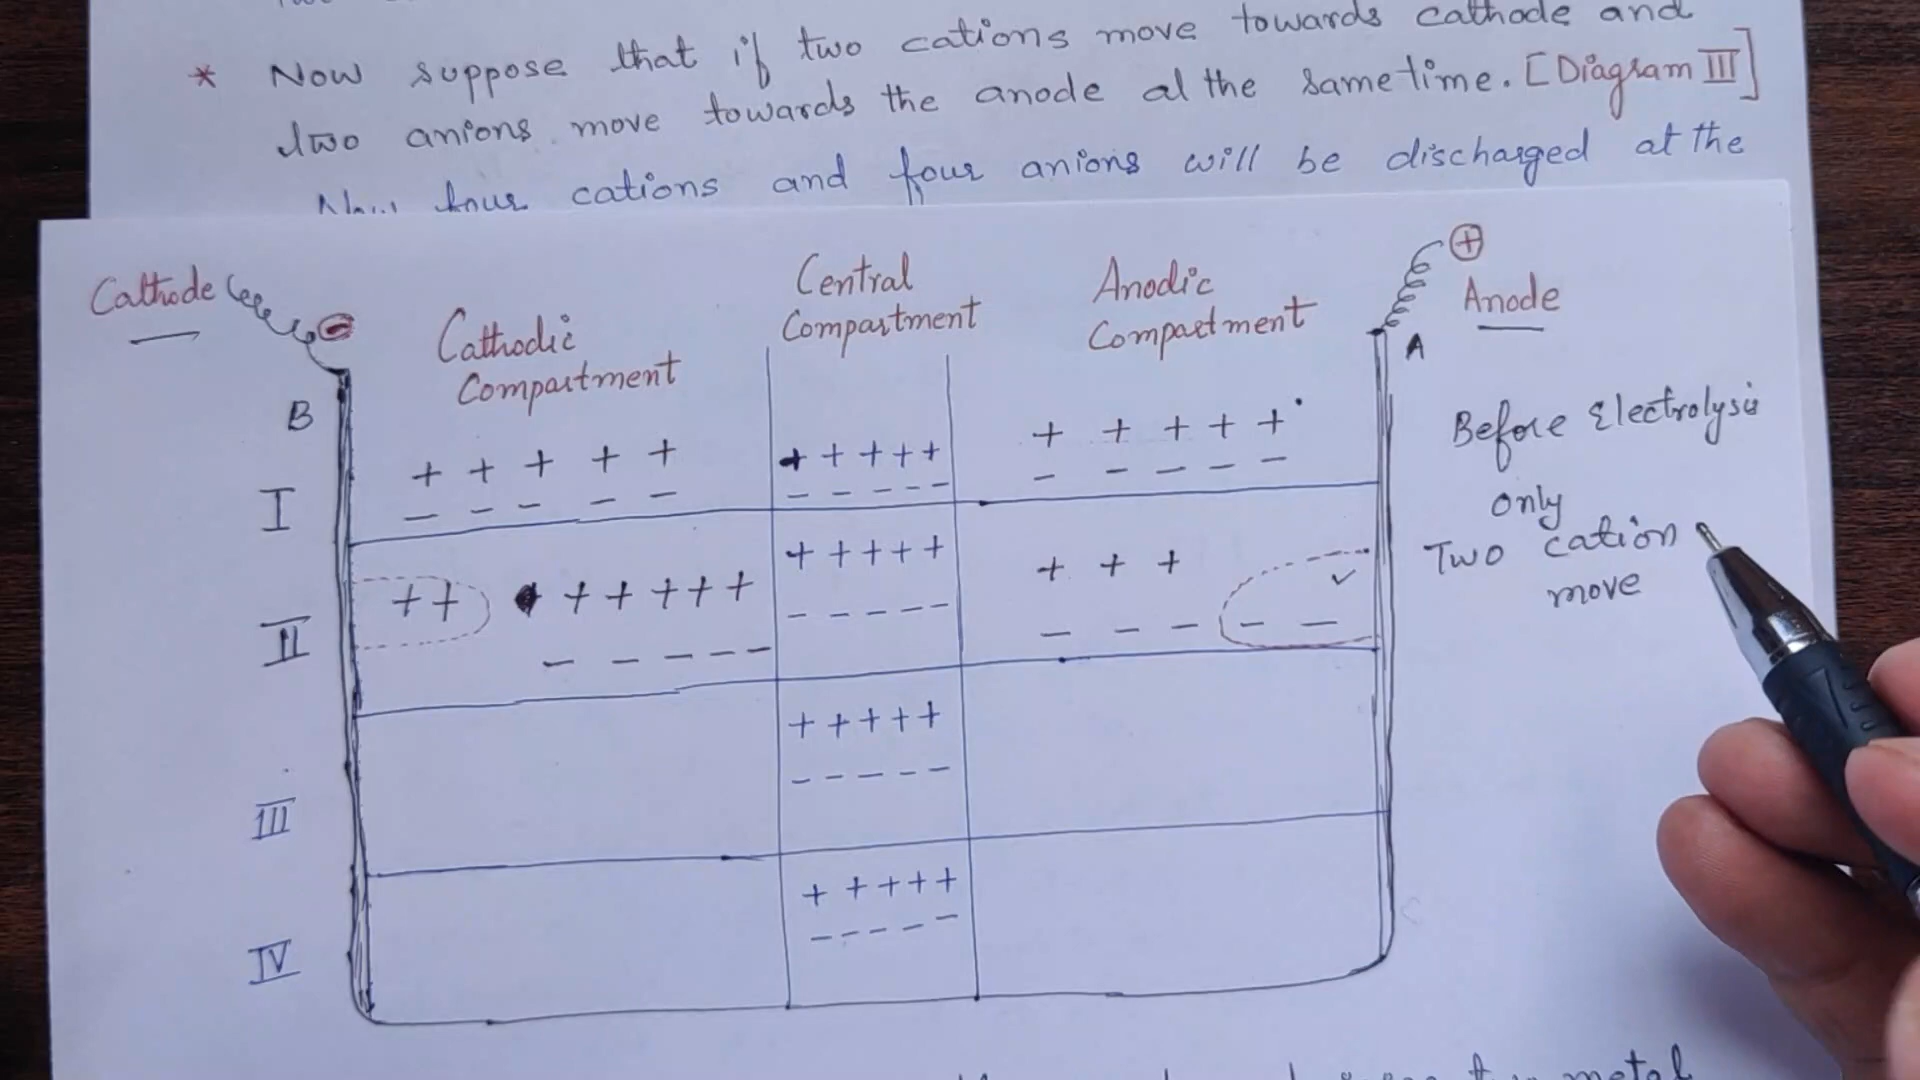 * Now suppose that if two cations move towards cathode and
two anions move towards the anode at the same time. [Diagram III]
Now four cations and four anions will be discharged at the
Cathode
Cathodic
Compartment
Central
Compartment
Anodic
Compartment
+
Anode
A
B
-
I
+ + + + +
- - - - -
+ + + + +
- - - - -
+ + + + +
- - - - -
Before Electrolysis
II
+ + + + + + +
- - - - -
+ + + + +
- - - - -
+ + +
- - - - -
✓
only
Two cation
move
III
+ + + + +
- - - - -
IV
+ + + + +
- - - - -
metal